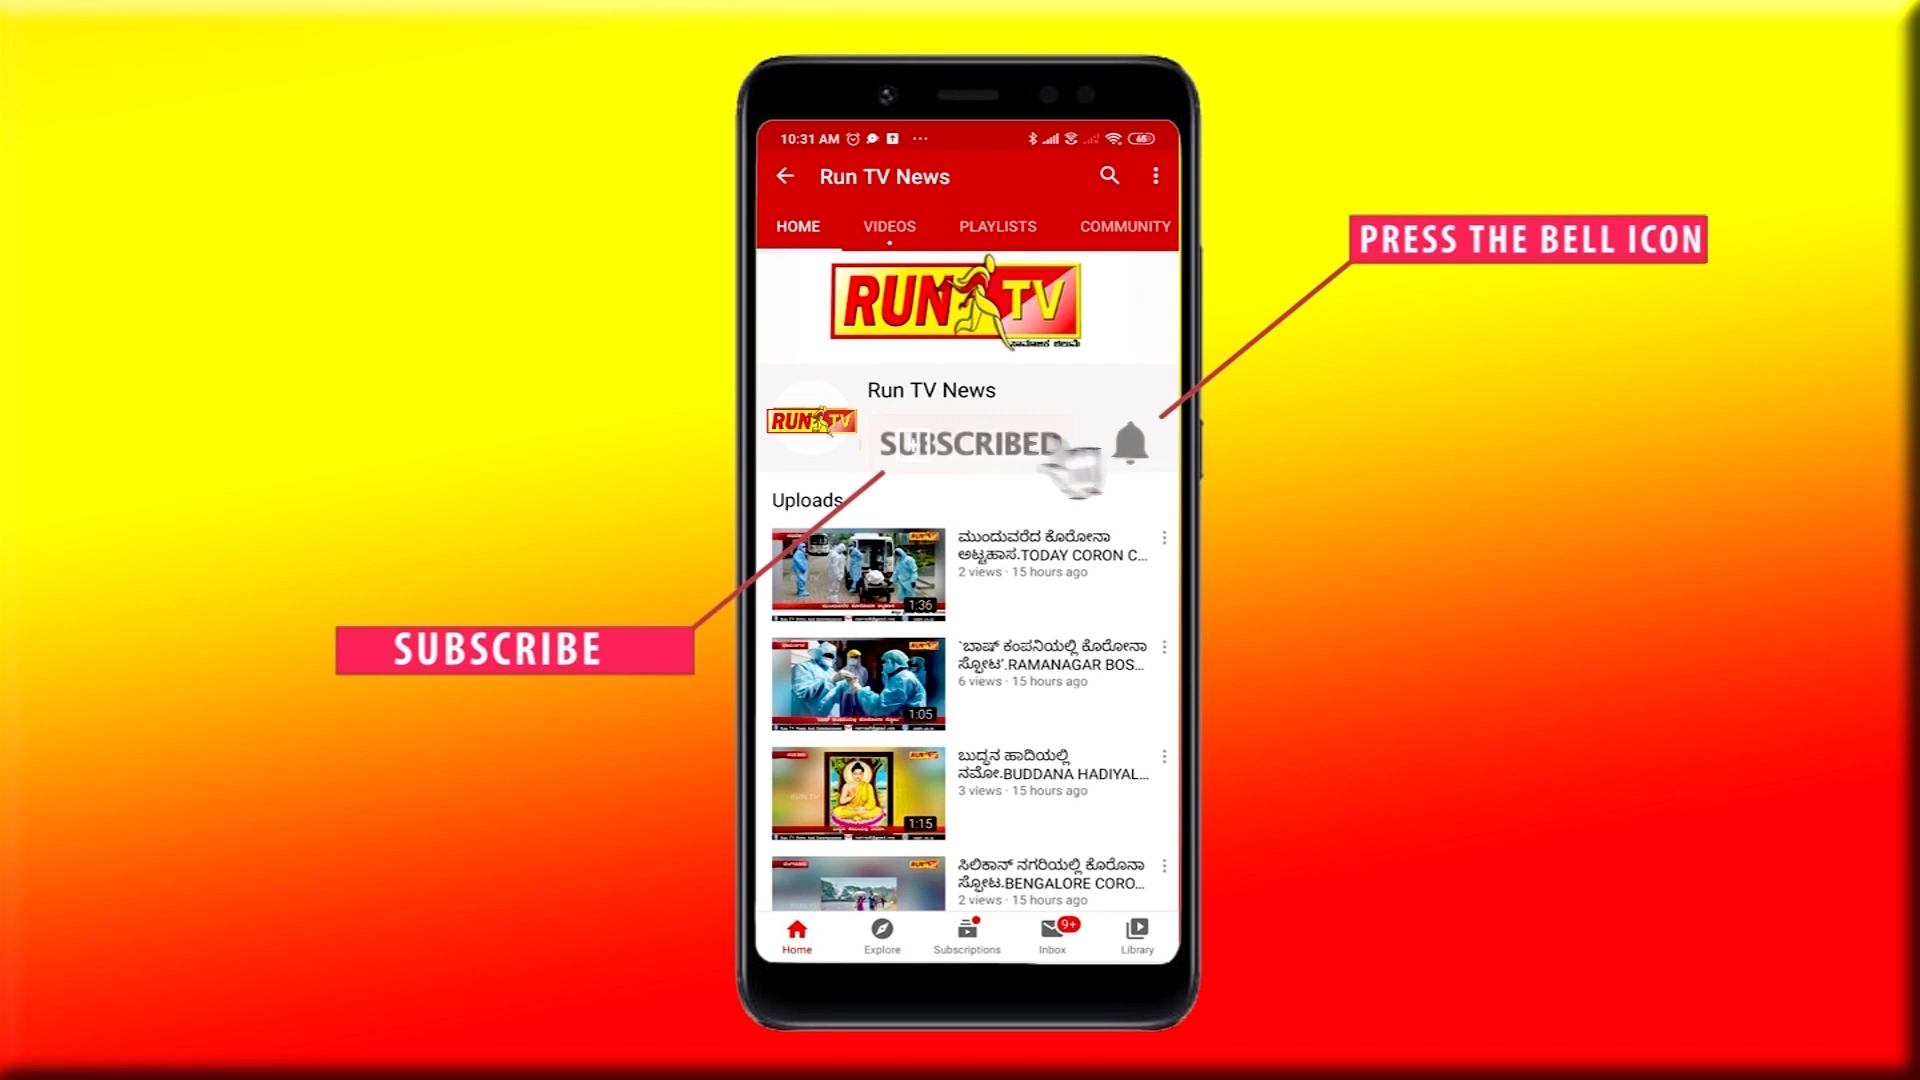 10:31 AM
65
Run TV News
HOME VIDEOS PLAYLISTS COMMUNITY
PRESS THE BELL ICON
RUN TV
ಸಾಮಾಜಿಕ ಚಿಲುಮೆ
Run TV News
RUN TV
SUBSCRIBED
Uploads
ಮುಂದುವರೆದ ಕೊರೋನಾ
ಅಟ್ಟಹಾಸ.TODAY CORON C...
2 views · 15 hours ago
1:36
SUBSCRIBE
'ಬಾಷ್ ಕಂಪನಿಯಲ್ಲಿ ಕೊರೋನಾ
ಸ್ಫೋಟ'.RAMANAGAR BOS...
6 views · 15 hours ago
1:05
ಬುದ್ಧನ ಹಾದಿಯಲ್ಲಿ
ನಮೋ.BUDDANA HADIYAL...
3 views · 15 hours ago
1:15
ಸಿಲಿಕಾನ್ ನಗರಿಯಲ್ಲಿ ಕೊರೊನಾ
ಸ್ಫೋಟ.BENGALORE CORO...
2 views · 15 hours ago
9+
Home Explore Subscriptions Inbox Library